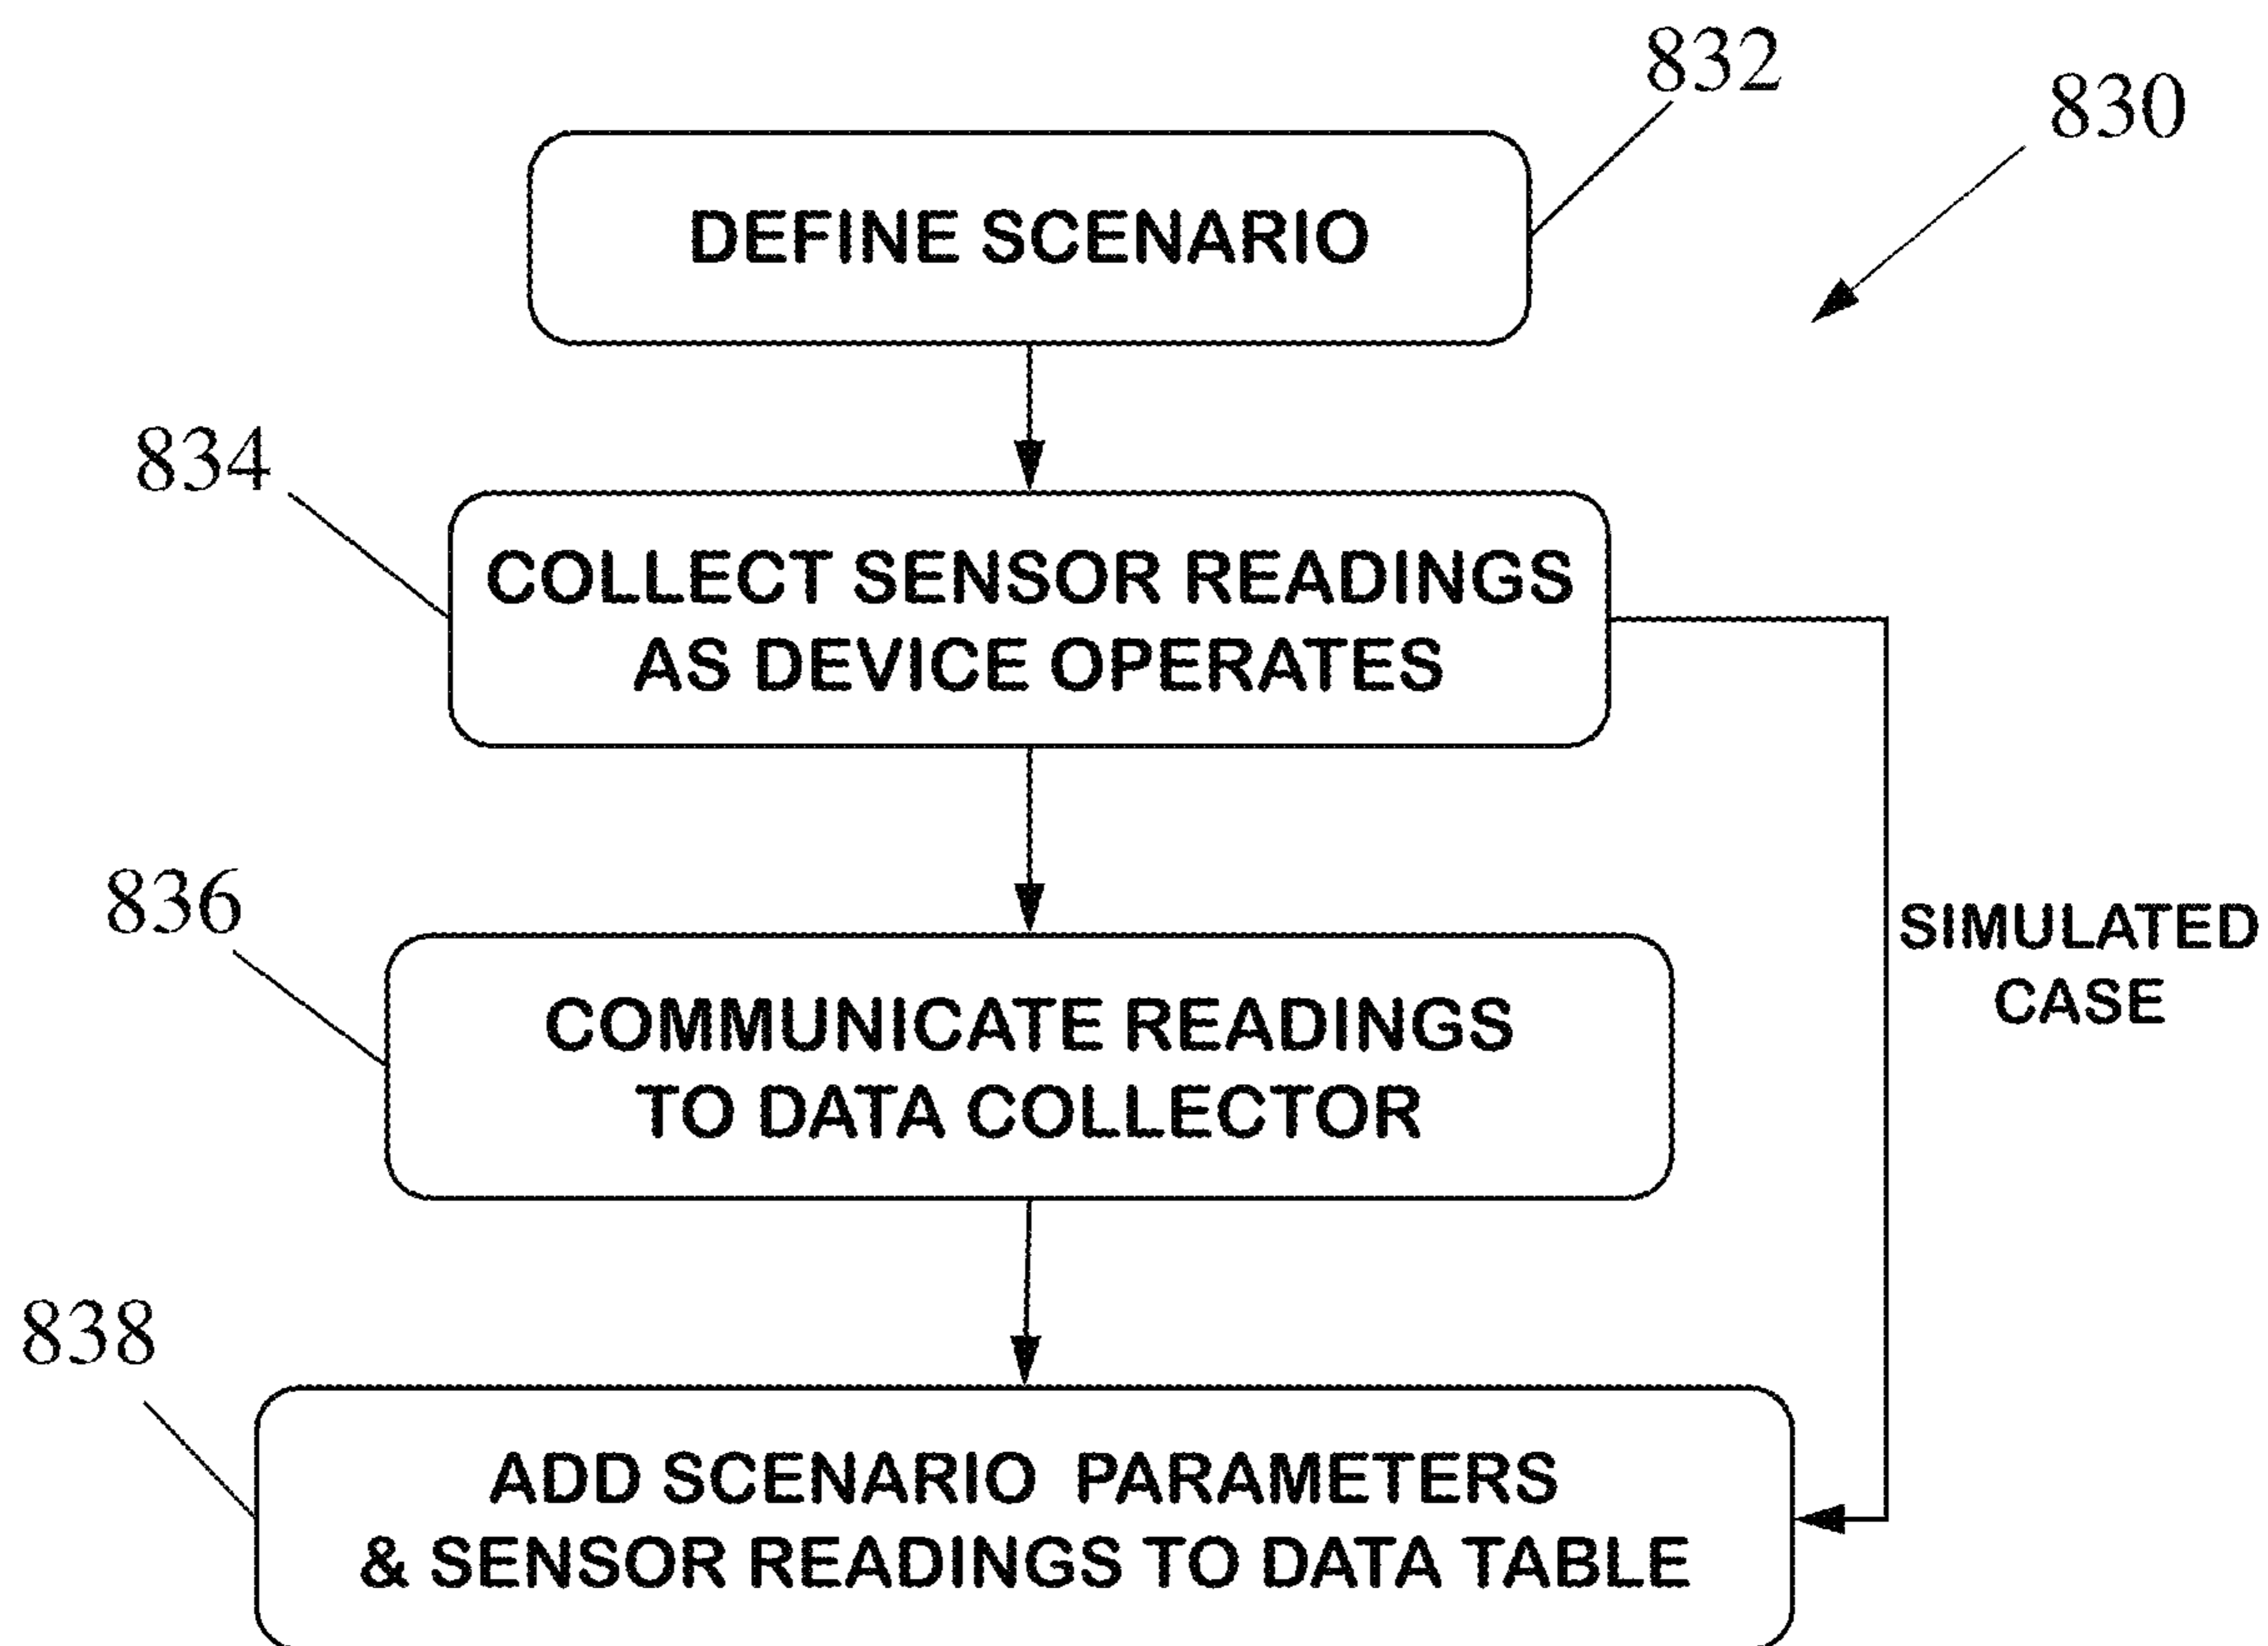 832
830
DEFINE SCENARIO
834
COLLECT SENSOR READINGS
AS DEVICE OPERATES
836
COMMUNICATE READINGS
TO DATA COLLECTOR
SIMULATED
CASE
838
ADD SCENARIO PARAMETERS
& SENSOR READINGS TO DATA TABLE